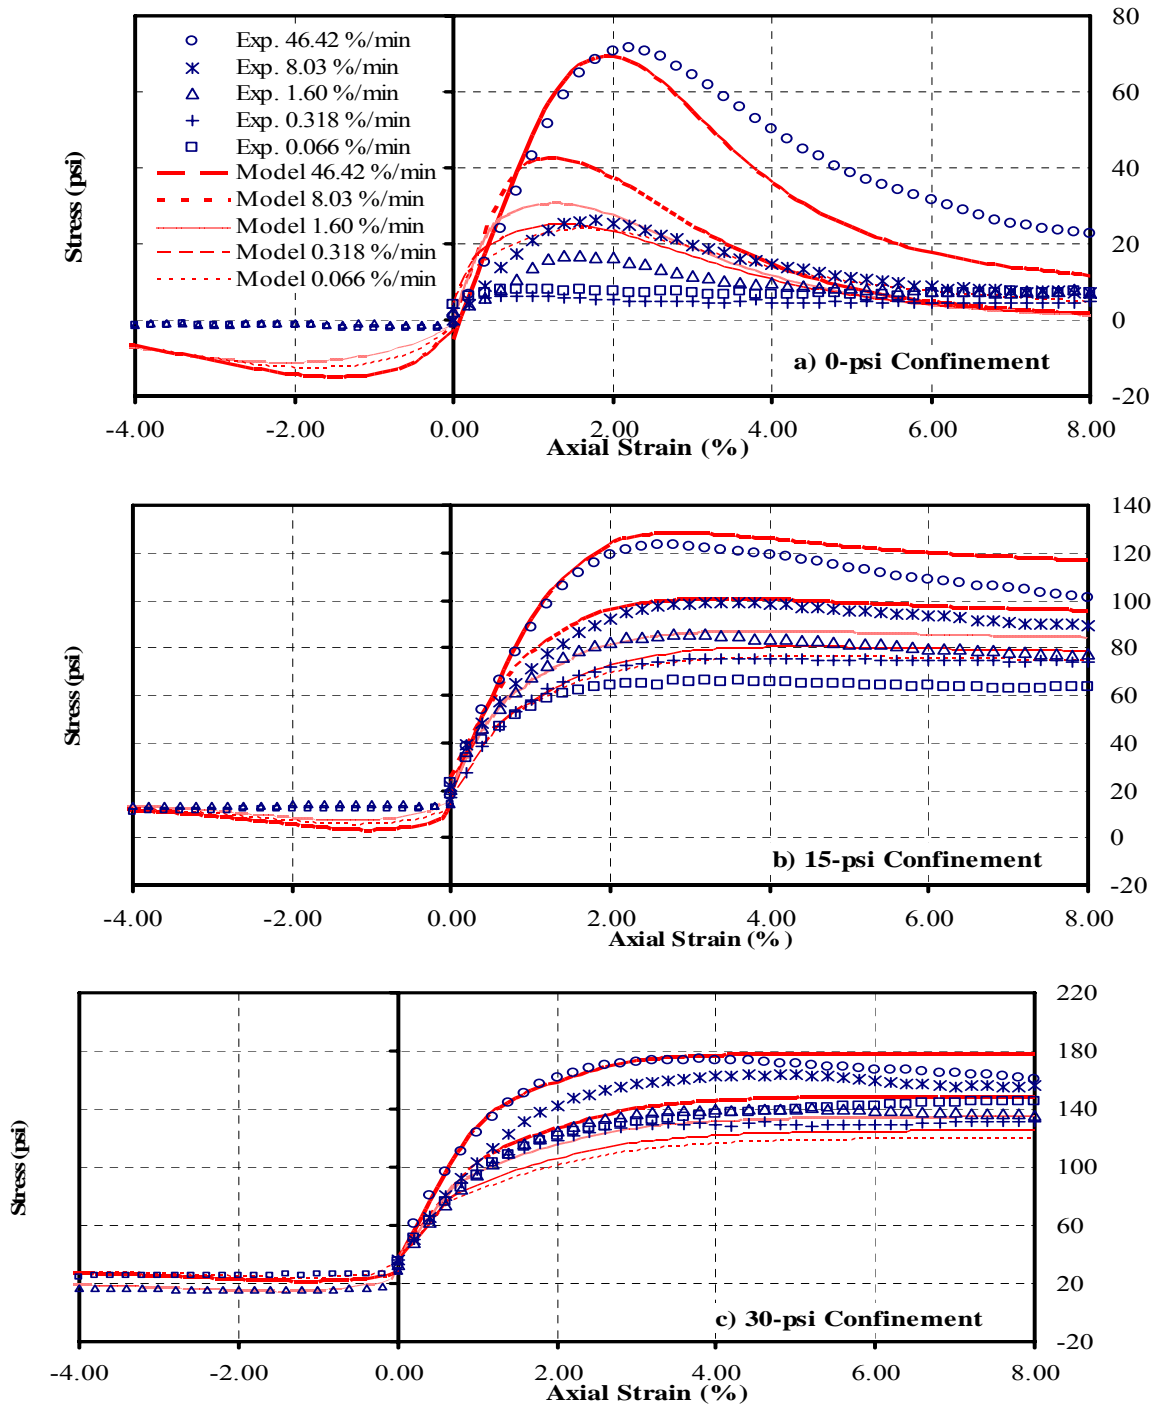 80
Exp. 46.42 %/min
Exp. 8.03 %/min
Exp. 1.60 %/min
Exp. 0.318 %/min
Exp. 0.066 %/min
Model 46.42 %/min
Model 8.03 %/min
Model 1.60 %/min
Model 0.318 %/min
Model 0.066 %/min
60
40
20
0
-20
Stress (psi)
a) 0-psi Confinement
-4.00 -2.00 0.00 2.00 4.00 6.00 8.00
Axial Strain (%)
140
120
100
80
60
40
20
0
-20
Stress (psi)
b) 15-psi Confinement
-4.00 -2.00 0.00 2.00 4.00 6.00 8.00
Axial Strain (%)
220
180
140
100
60
20
-20
Stress (psi)
c) 30-psi Confinement
-4.00 -2.00 0.00 2.00 4.00 6.00 8.00
Axial Strain (%)